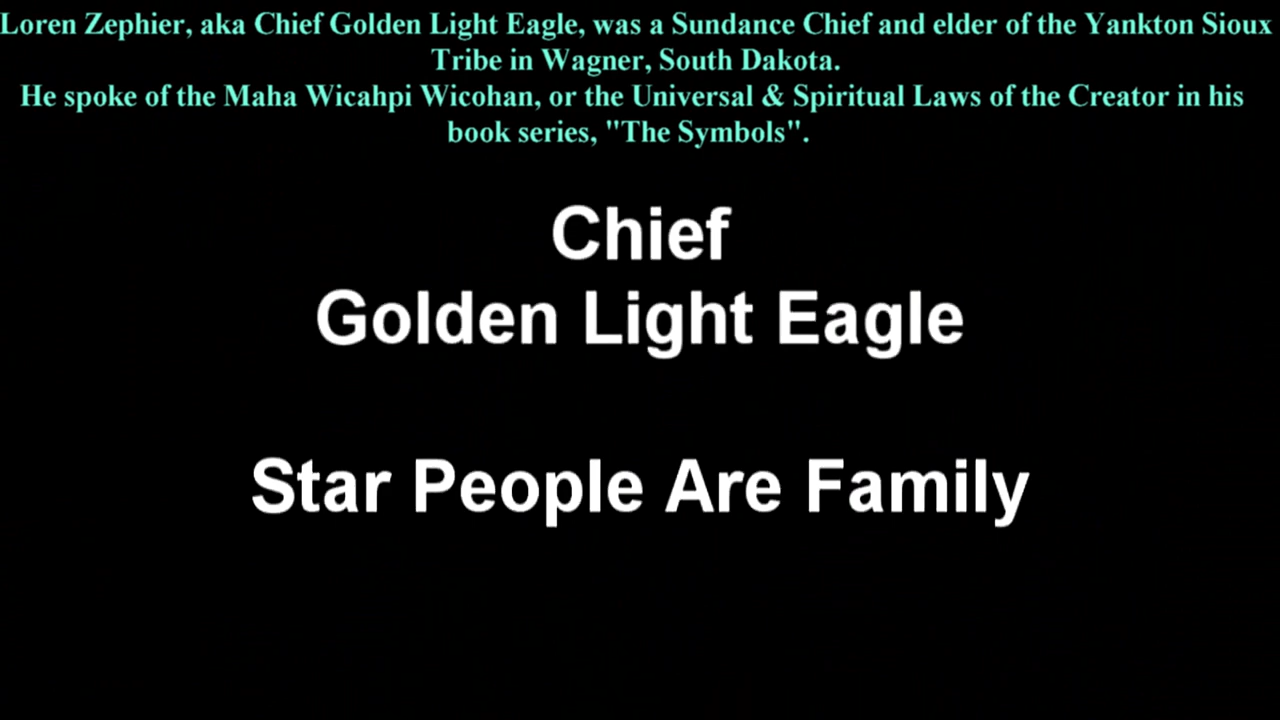 Loren Zephier, aka Chief Golden Light Eagle, was a Sundance Chief and elder of the Yankton Sioux
Tribe in Wagner, South Dakota.
He spoke of the Maha Wicahpi Wicohan, or the Universal & Spiritual Laws of the Creator in his
book series, "The Symbols".
Chief
Golden Light Eagle
Star People Are Family